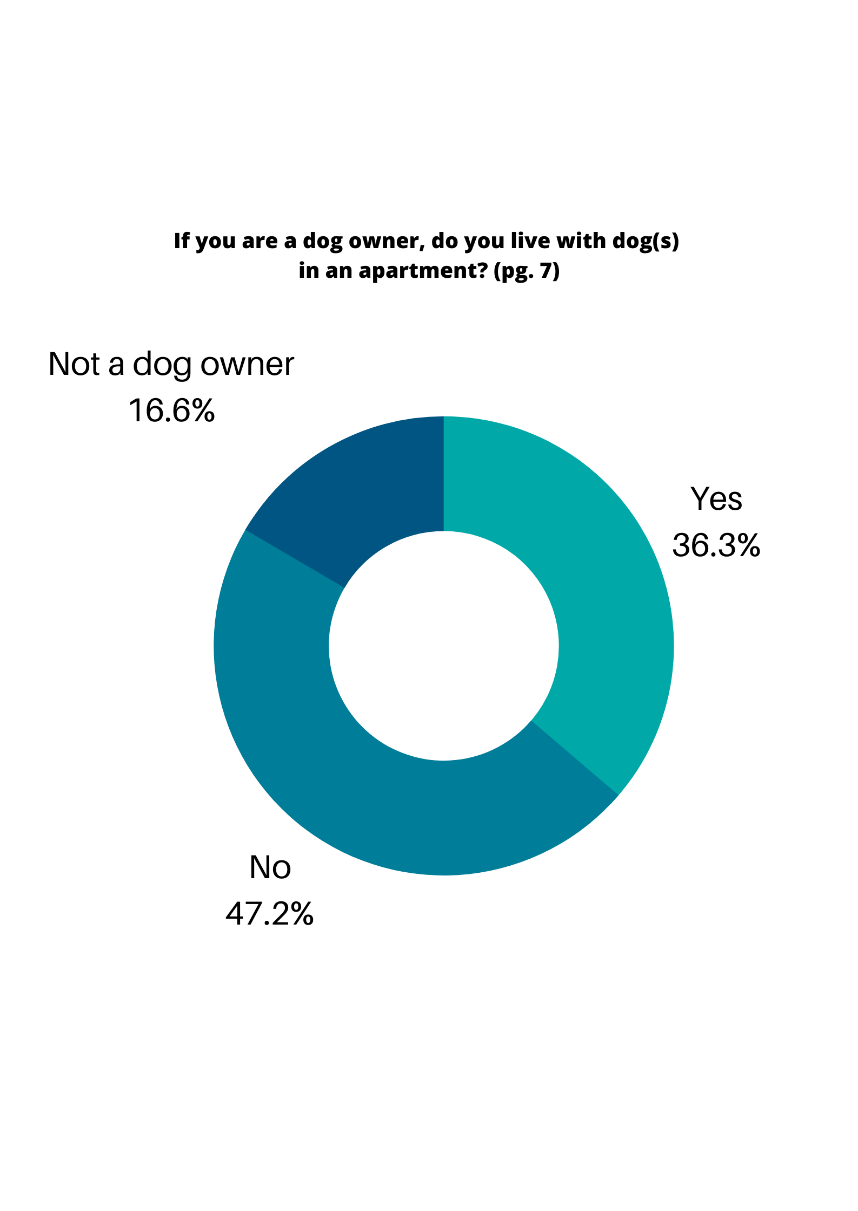 If you are a dog owner, do you live with dog(s)
in an apartment? (pg. 7)
Not a dog owner
16.6%
Yes
36.3%
No
47.2%